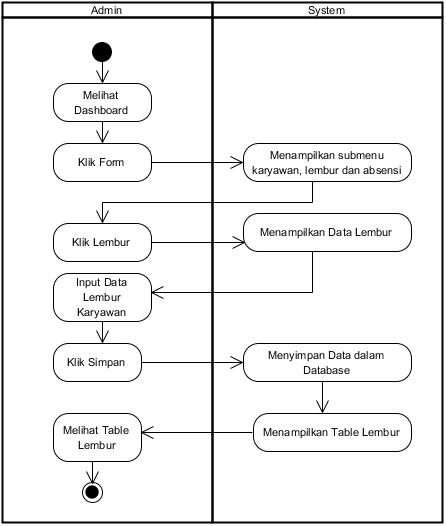 Admin
System
Melihat
Dashboard
Klik Form
Menampilkan submenu
karyawan, lembur dan absensi
Klik Lembur
Menampilkan Data Lembur
Input Data
Lembur
Karyawan
Klik Simpan
Menyimpan Data dalam
Database
Melihat Table
Lembur
Menampilkan Table Lembur